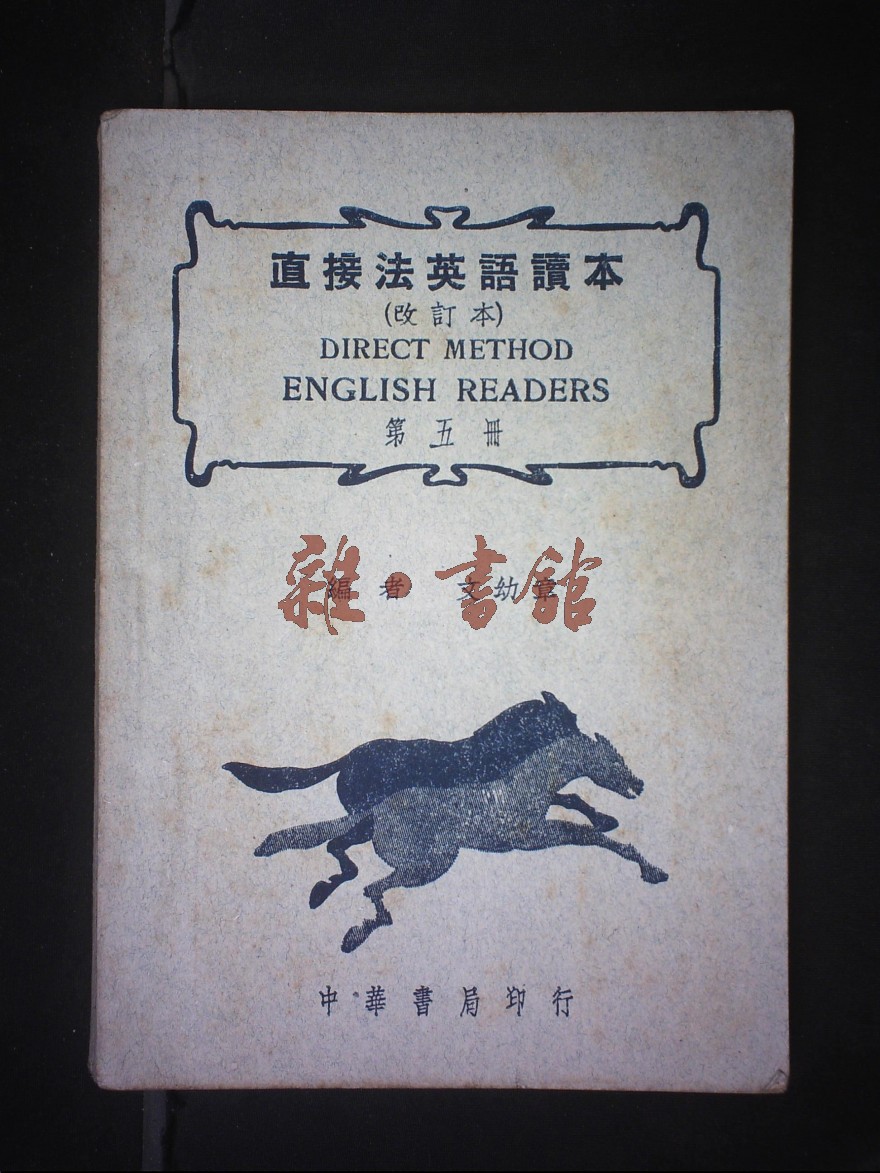 直接法英語讀本
(改訂本)
DIRECT METHOD
ENGLISH READERS
第五冊
雜·書館
編者 文幼章
中華書局印行